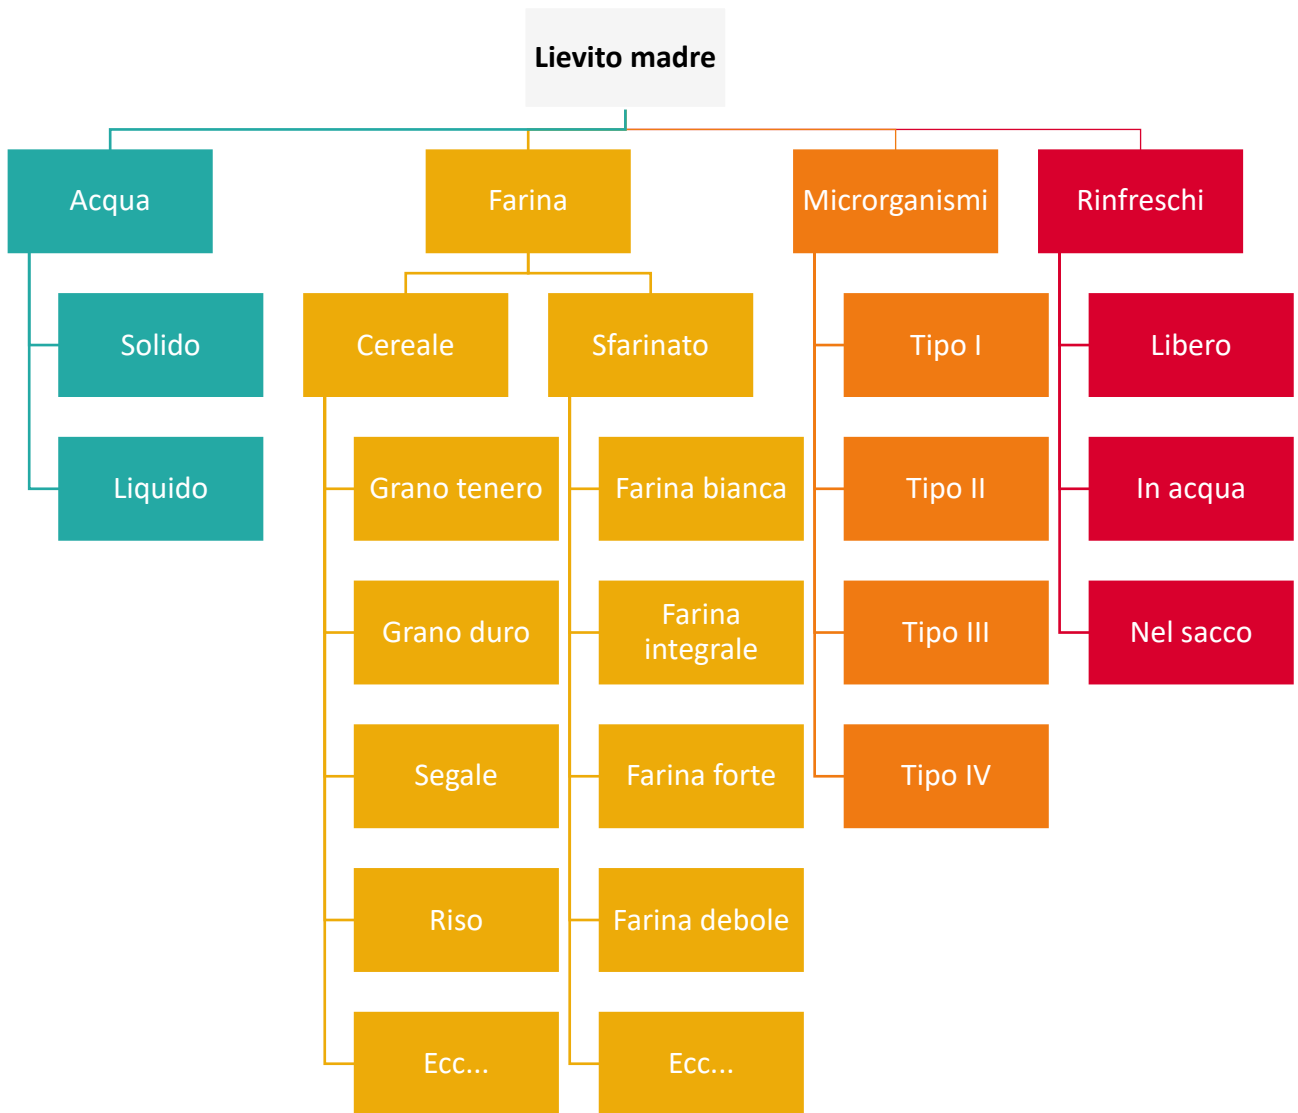 Lievito madre
Acqua
Farina
Microrganismi
Rinfreschi
Solido
Cereale
Sfarinato
Tipo I
Libero
Liquido
Grano tenero
Farina bianca
Tipo II
In acqua
Grano duro
Farina
integrale
Tipo III
Nel sacco
Segale
Farina forte
Tipo IV
Riso
Farina debole
Ecc...
Ecc...